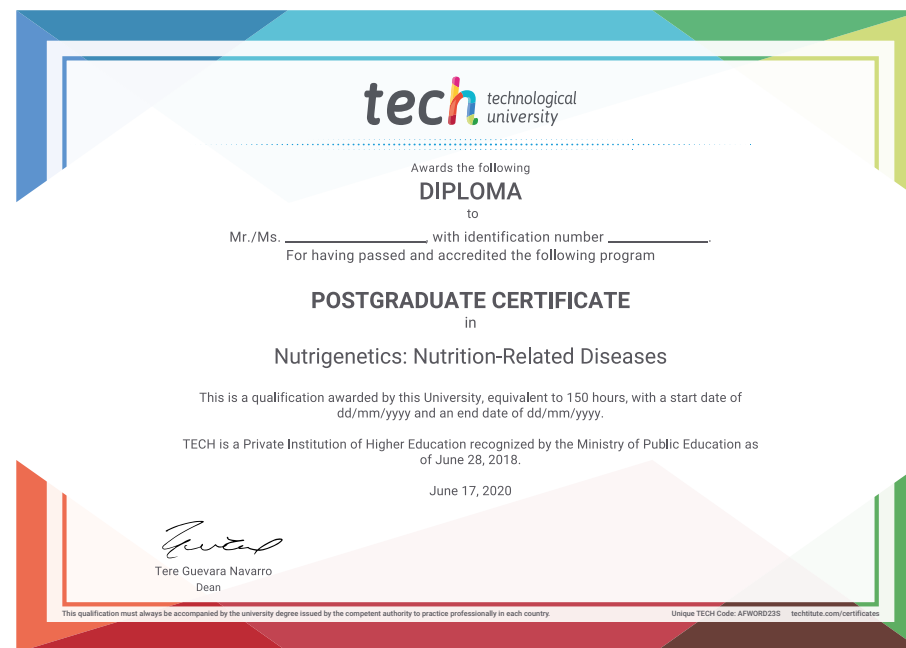 tech technological
university
Awards the following
DIPLOMA
to
Mr./Ms. ____________________, with identification number ______________.
For having passed and accredited the following program
POSTGRADUATE CERTIFICATE
in
Nutrigenetics: Nutrition-Related Diseases
This is a qualification awarded by this University, equivalent to 150 hours, with a start date of
dd/mm/yyyy and an end date of dd/mm/yyyy.
TECH is a Private Institution of Higher Education recognized by the Ministry of Public Education as
of June 28, 2018.
June 17, 2020
Tere Guevara Navarro
Dean
This qualification must always be accompanied by the university degree issued by the competent authority to practice professionally in each country. Unique TECH Code: AFWORD23S techtitute.com/certificates